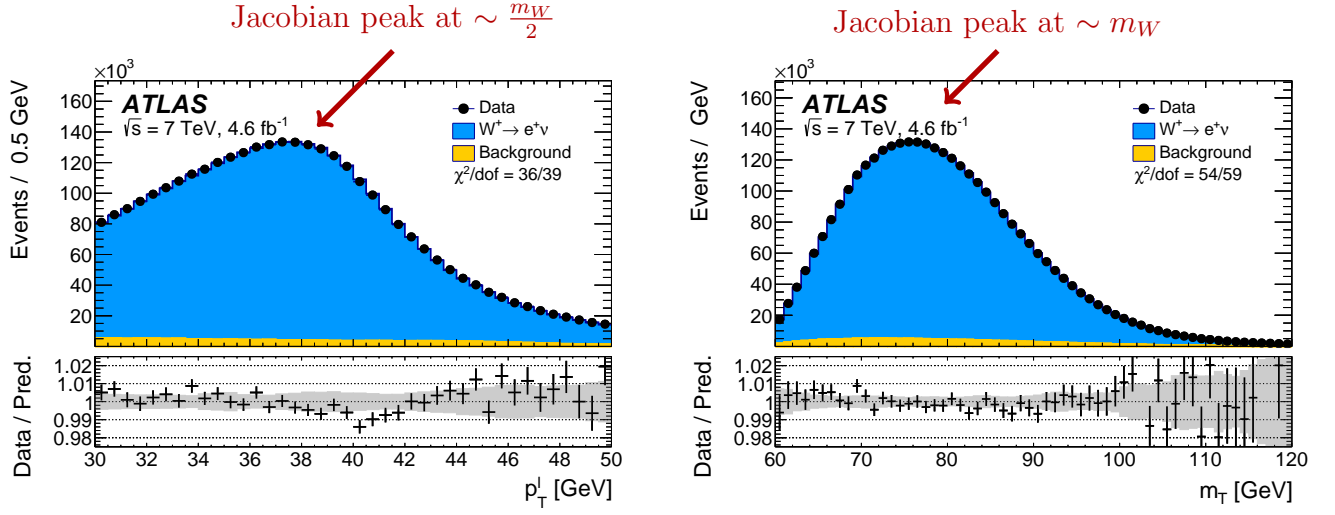 Jacobian peak at ∼ m_W/2
×10³
Events / 0.5 GeV
160
140
120
100
80
60
40
20
ATLAS
√s = 7 TeV, 4.6 fb⁻¹
Data
W⁺→ e⁺ν
Background
χ²/dof = 36/39
Data / Pred.
1.02
1.01
1
0.99
0.98
30 32 34 36 38 40 42 44 46 48 50
p_T^l [GeV]
Jacobian peak at ∼ m_W
×10³
Events / GeV
160
140
120
100
80
60
40
20
ATLAS
√s = 7 TeV, 4.6 fb⁻¹
Data
W⁺→ e⁺ν
Background
χ²/dof = 54/59
Data / Pred.
1.02
1.01
1
0.99
0.98
60 70 80 90 100 110 120
m_T [GeV]